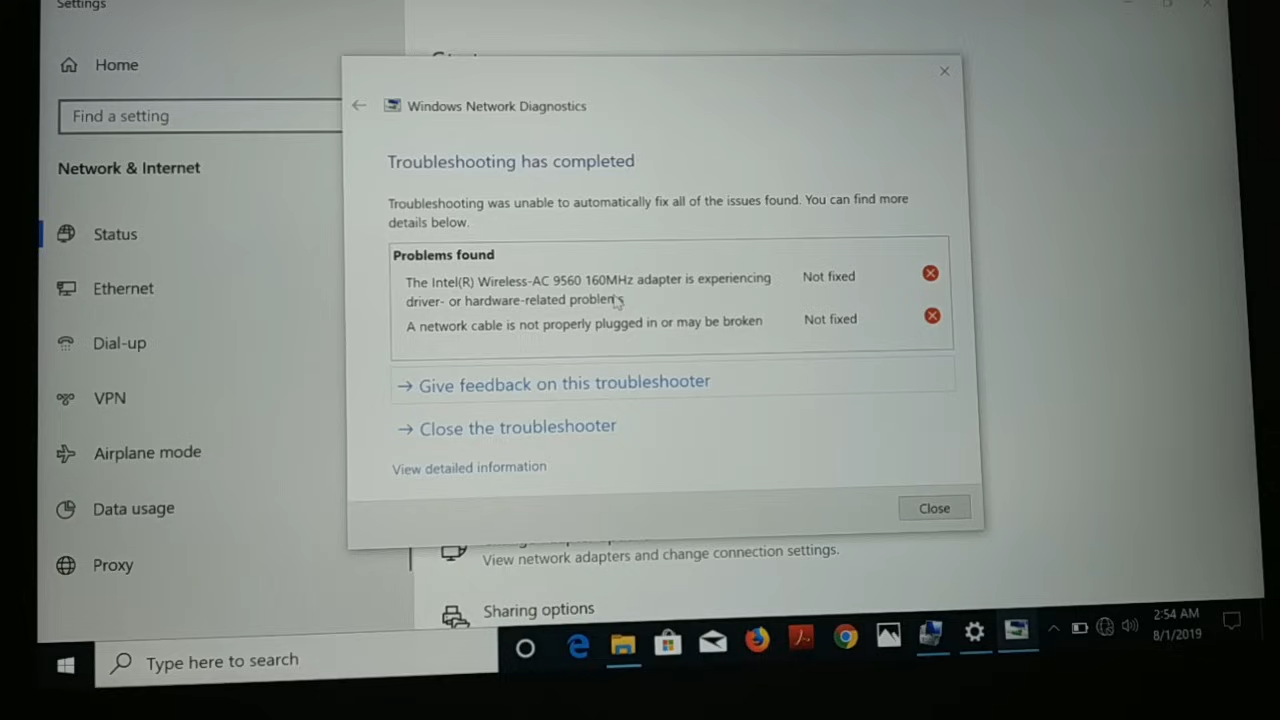 Settings
Home
Find a setting
Network & Internet
Status
Ethernet
Dial-up
VPN
Airplane mode
Data usage
Proxy
Windows Network Diagnostics
Troubleshooting has completed
Troubleshooting was unable to automatically fix all of the issues found. You can find more
details below.
Problems found
The Intel(R) Wireless-AC 9560 160MHz adapter is experiencing Not fixed
driver- or hardware-related problems
A network cable is not properly plugged in or may be broken Not fixed
→ Give feedback on this troubleshooter
→ Close the troubleshooter
View detailed information
Close
View network adapters and change connection settings.
Sharing options
Type here to search
2:54 AM
8/1/2019